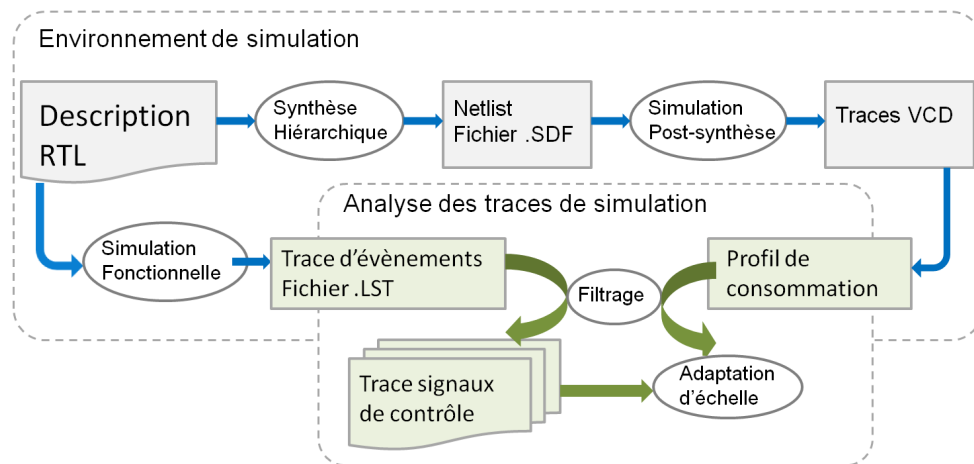 Environnement de simulation
Description
RTL
Synthèse
Hiérarchique
Netlist
Fichier .SDF
Simulation
Post-synthèse
Traces VCD
Analyse des traces de simulation
Simulation
Fonctionnelle
Trace d'évènements
Fichier .LST
Filtrage
Profil de
consommation
Trace signaux
de contrôle
Adaptation
d'échelle